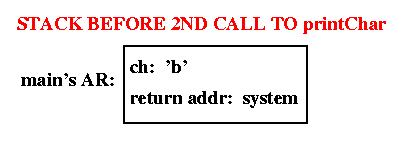 STACK BEFORE 2ND CALL TO printChar
ch: ’b’
main’s AR:
return addr: system